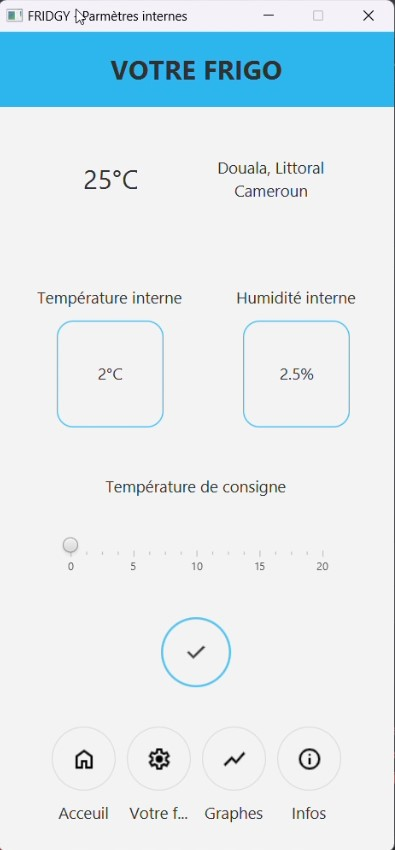 FRIDGY | Parmètres internes
VOTRE FRIGO
25°C
Douala, Littoral
Cameroun
Température interne
Humidité interne
2°C
2.5%
Température de consigne
0 5 10 15 20
Acceuil Votre f... Graphes Infos